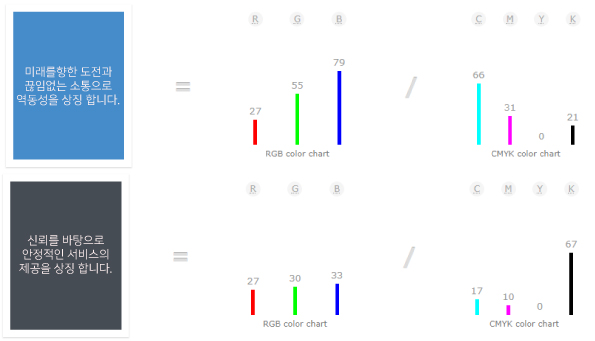 R G B C M Y K
미래를향한 도전과
끊임없는 소통으로
역동성을 상징 합니다.
=
27 55 79
/
66 31 0 21
RGB color chart CMYK color chart
R G B C M Y K
신뢰를 바탕으로
안정적인 서비스의
제공을 상징 합니다.
=
27 30 33
/
17 10 0 67
RGB color chart CMYK color chart